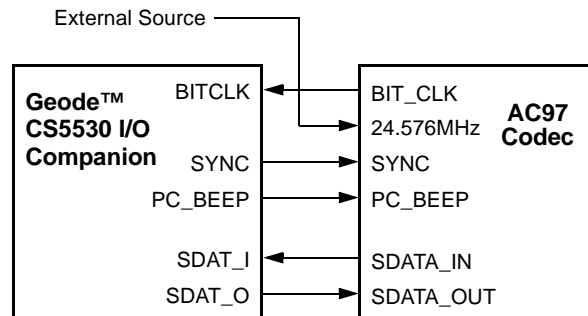 External Source
Geode™
CS5530 I/O
Companion
BITCLK
SYNC
PC_BEEP
SDAT_I
SDAT_O
BIT_CLK
24.576MHz
SYNC
PC_BEEP
SDATA_IN
SDATA_OUT
AC97
Codec